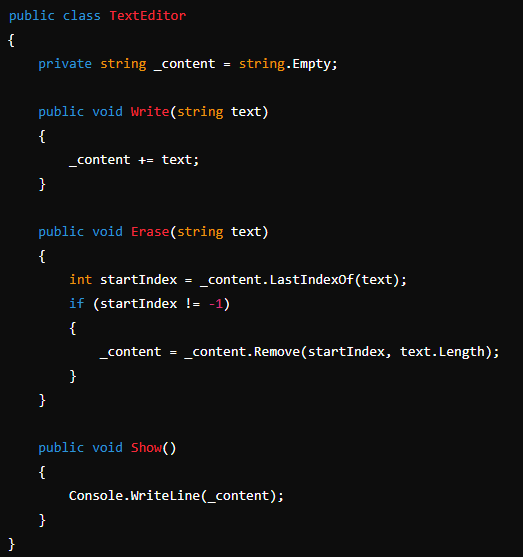 public class TextEditor
{
    private string _content = string.Empty;

    public void Write(string text)
    {
        _content += text;
    }

    public void Erase(string text)
    {
        int startIndex = _content.LastIndexOf(text);
        if (startIndex != -1)
        {
            _content = _content.Remove(startIndex, text.Length);
        }
    }

    public void Show()
    {
        Console.WriteLine(_content);
    }
}